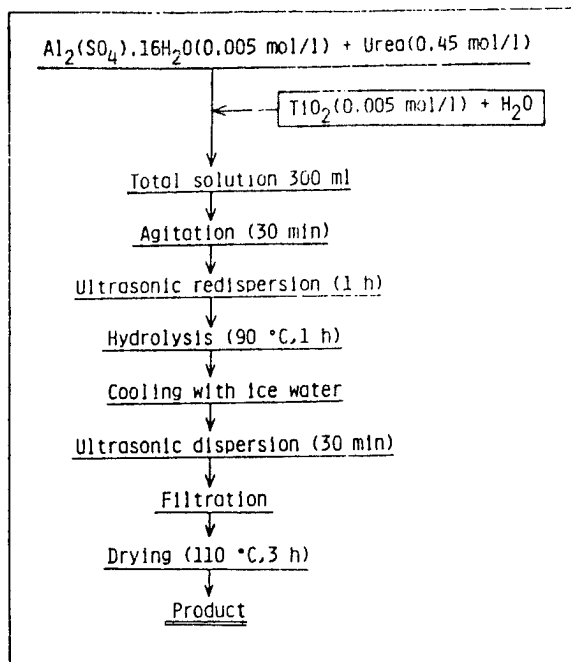 Al2(SO4).16H2O(0.005 mol/l) + Urea(0.45 mol/l)
TiO2(0.005 mol/l) + H2O
Total solution 300 ml
Agitation (30 min)
Ultrasonic redispersion (1 h)
Hydrolysis (90 °C,1 h)
Cooling with ice water
Ultrasonic dispersion (30 min)
Filtration
Drying (110 °C,3 h)
Product